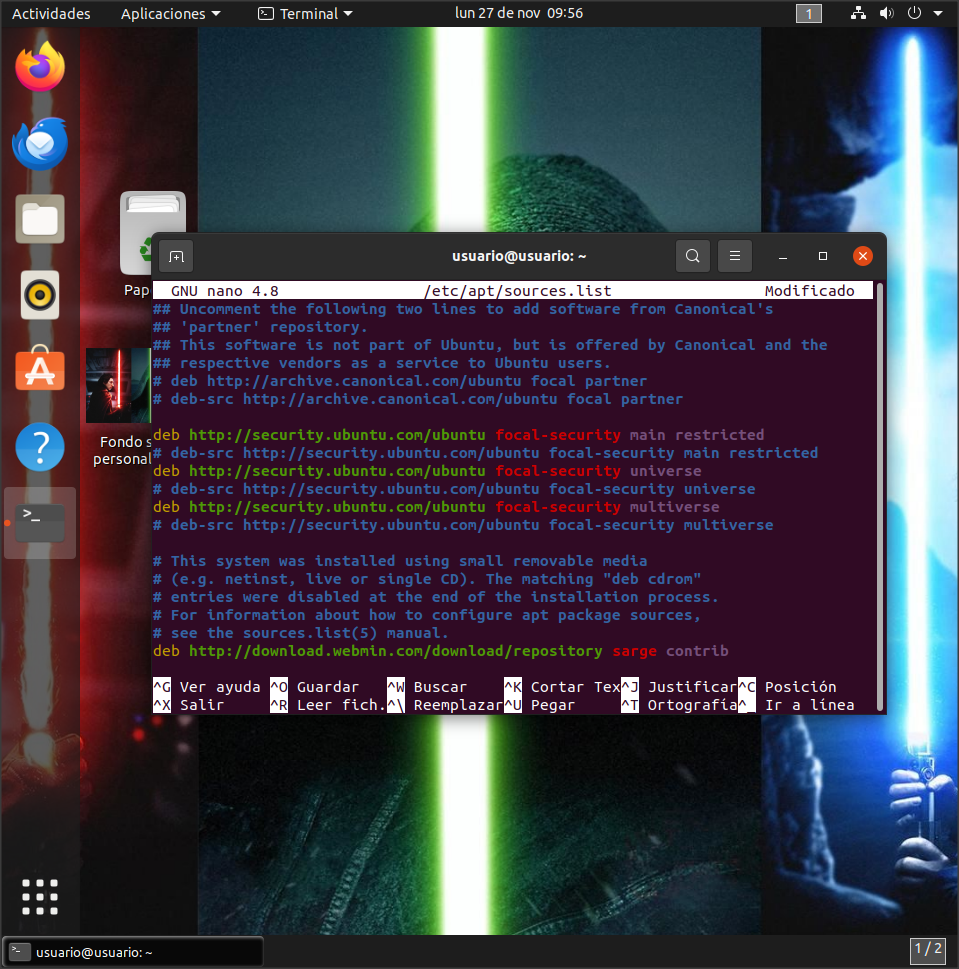 Actividades Aplicaciones Terminal lun 27 de nov 09:56 1
Pap
Fondo s
personal
usuario@usuario: ~
GNU nano 4.8 /etc/apt/sources.list Modificado
## Uncomment the following two lines to add software from Canonical's
## 'partner' repository.
## This software is not part of Ubuntu, but is offered by Canonical and the
## respective vendors as a service to Ubuntu users.
# deb http://archive.canonical.com/ubuntu focal partner
# deb-src http://archive.canonical.com/ubuntu focal partner
deb http://security.ubuntu.com/ubuntu focal-security main restricted
# deb-src http://security.ubuntu.com/ubuntu focal-security main restricted
deb http://security.ubuntu.com/ubuntu focal-security universe
# deb-src http://security.ubuntu.com/ubuntu focal-security universe
deb http://security.ubuntu.com/ubuntu focal-security multiverse
# deb-src http://security.ubuntu.com/ubuntu focal-security multiverse
# This system was installed using small removable media
# (e.g. netinst, live or single CD). The matching "deb cdrom"
# entries were disabled at the end of the installation process.
# For information about how to configure apt package sources,
# see the sources.list(5) manual.
deb http://download.webmin.com/download/repository sarge contrib
^G Ver ayuda ^O Guardar ^W Buscar ^K Cortar Tex^J Justificar^C Posición
^X Salir ^R Leer fich.^\ Reemplazar^U Pegar ^T Ortografía^_ Ir a línea
usuario@usuario: ~ 1 / 2